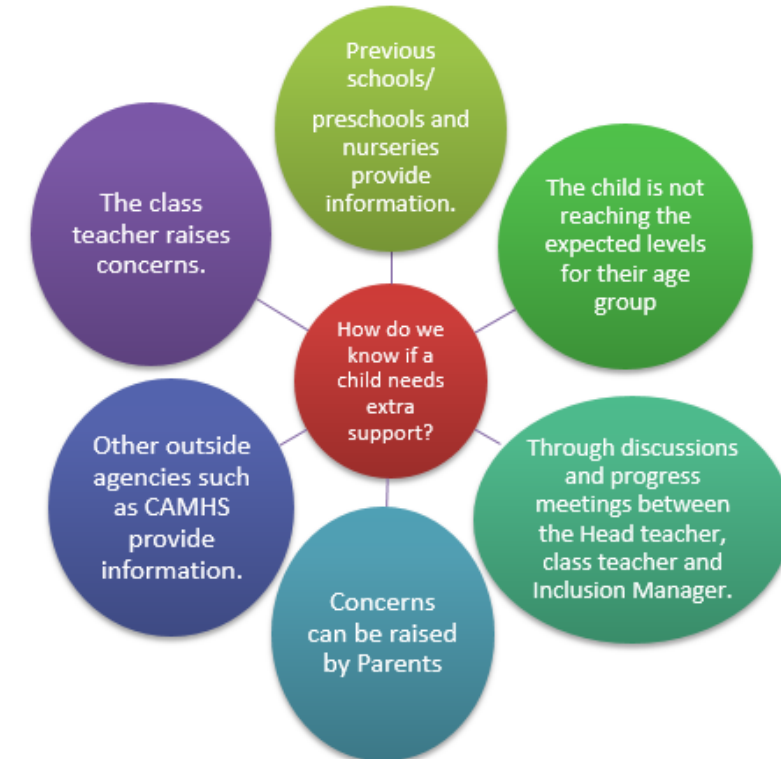 Previous
schools/
preschools and
nurseries
provide
information.
The child is not
reaching the
expected levels
for their age
group
Through discussions
and progress
meetings between
the Head teacher,
class teacher and
Inclusion Manager.
Concerns
can be raised
by Parents
Other outside
agencies such
as CAMHS
provide
information.
The class
teacher raises
concerns.
How do we
know if a
child needs
extra
support?